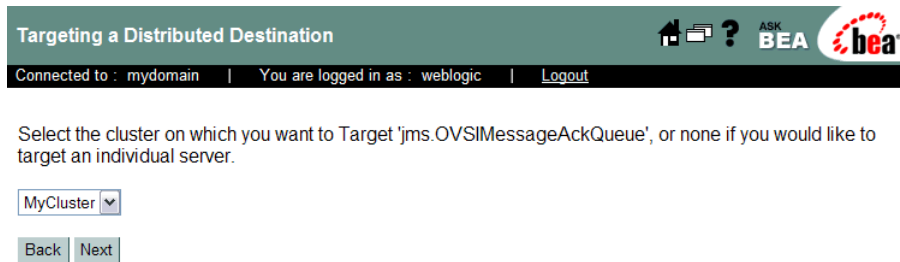 Targeting a Distributed Destination
? ASK BEA bea
Connected to : mydomain | You are logged in as : weblogic | Logout
Select the cluster on which you want to Target 'jms.OVSIMessageAckQueue', or none if you would like to
target an individual server.
MyCluster
Back Next